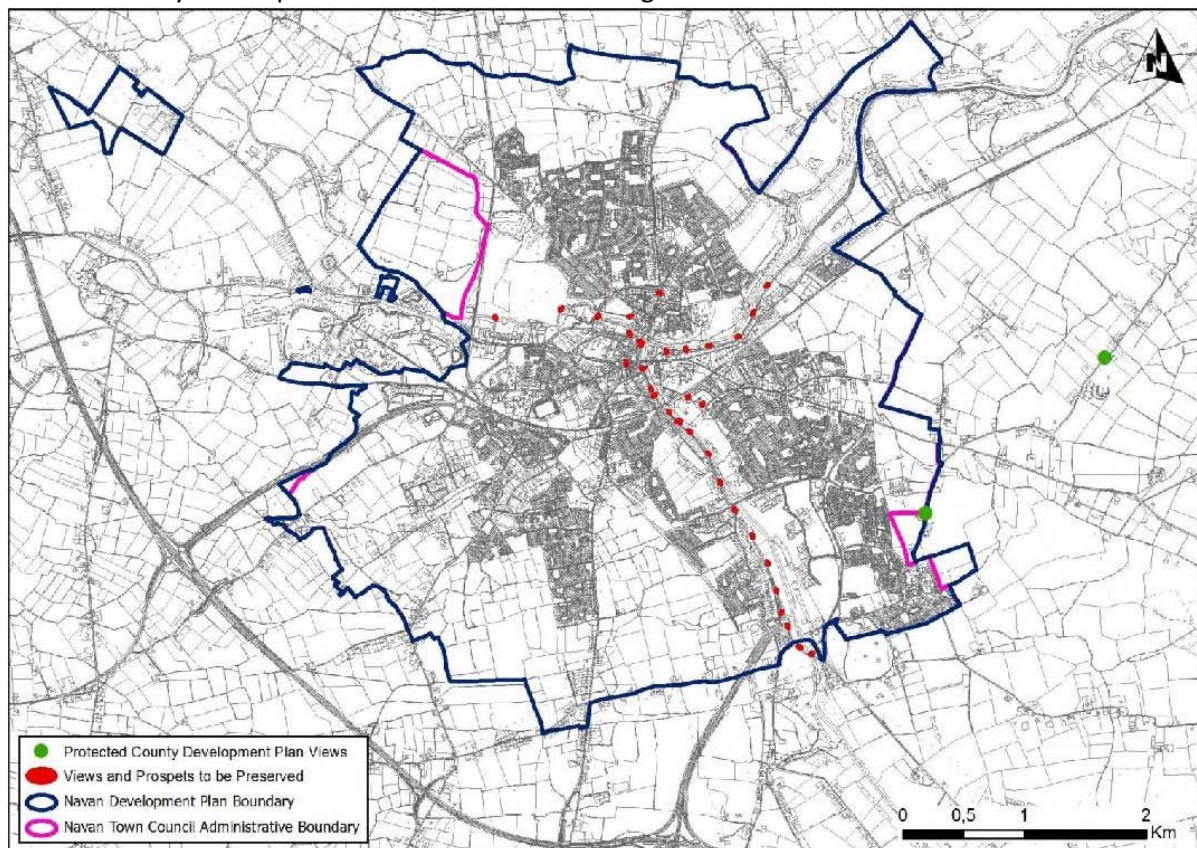 N
Protected County Development Plan Views
Views and Prospets to be Preserved
Navan Development Plan Boundary
Navan Town Council Administrative Boundary
0 0,5 1 2
Km